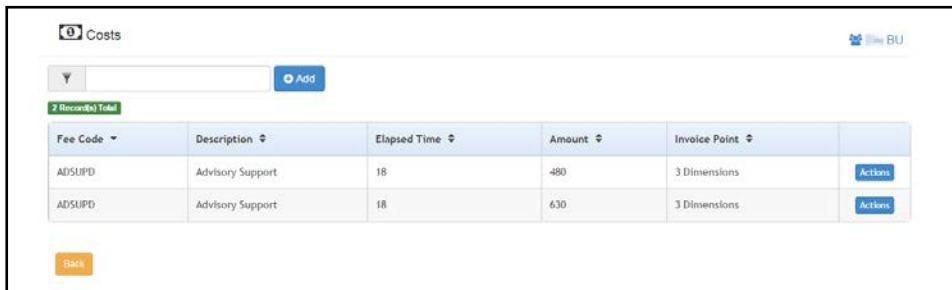 Costs
BU
Add
2 Record(s) Total
Fee Code Description Elapsed Time Amount Invoice Point
ADSUPD Advisory Support 18 480 3 Dimensions Actions
ADSUPD Advisory Support 18 630 3 Dimensions Actions
Back